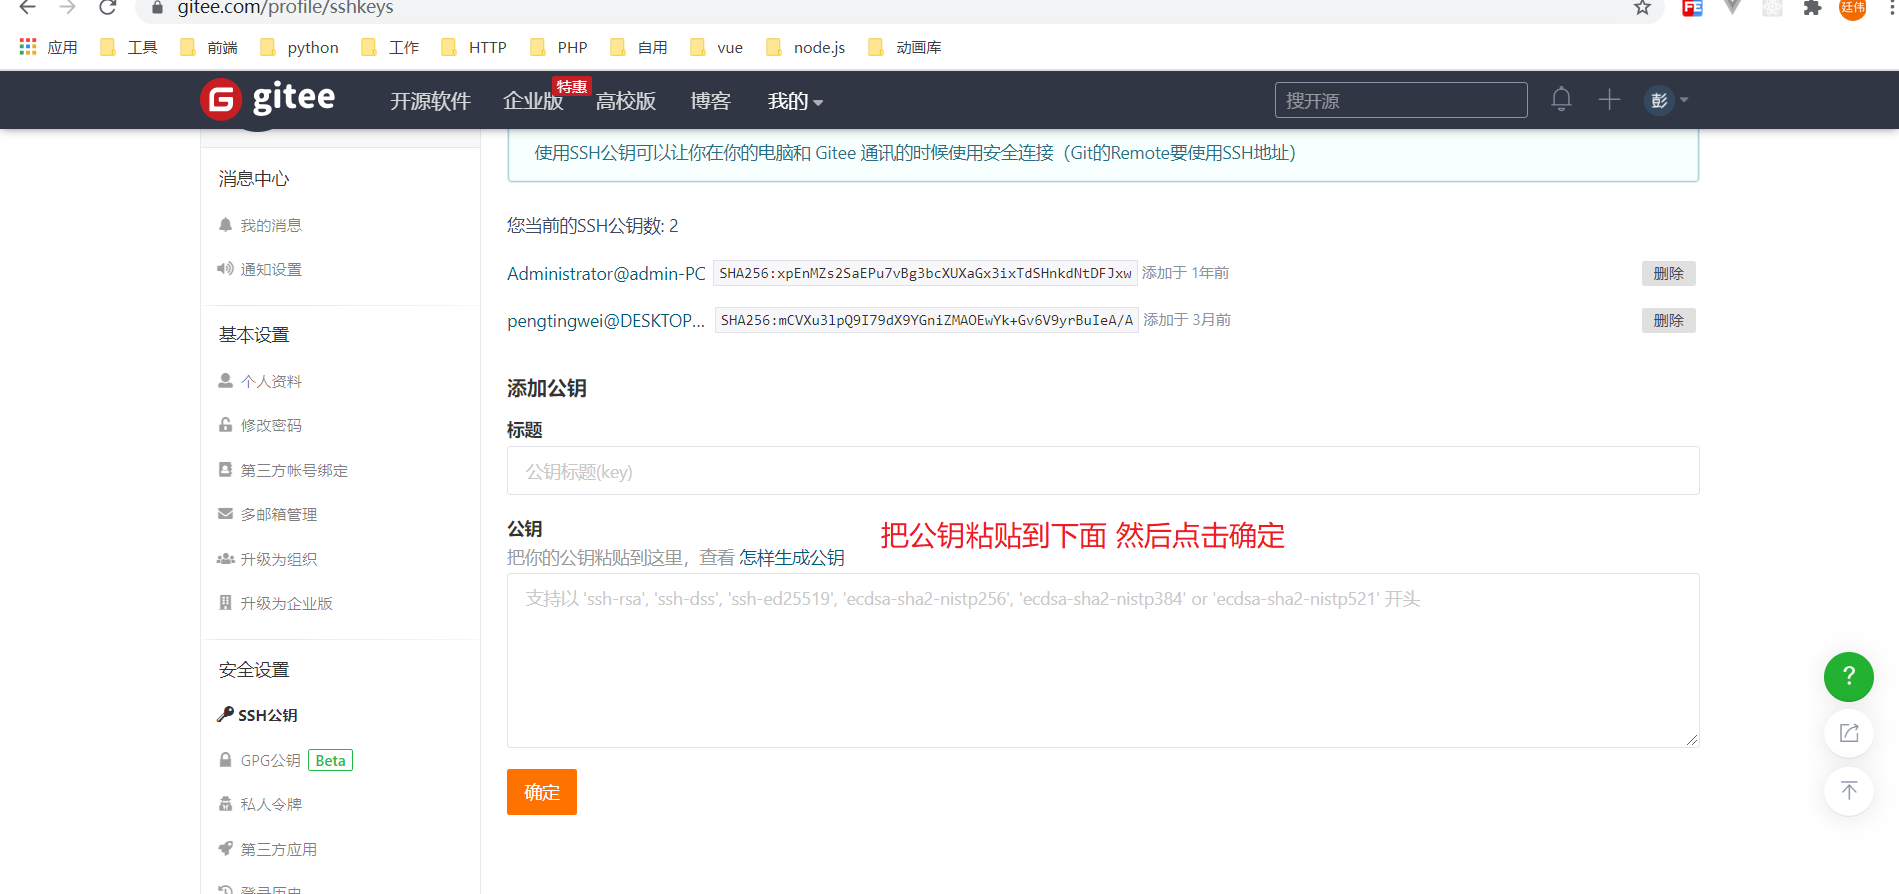 gitee.com/profile/sshkeys
FE
廷伟
应用 工具 前端 python 工作 HTTP PHP 自用 vue node.js 动画库
gitee 开源软件 企业版 特惠 高校版 博客 我的 搜开源 彭
使用SSH公钥可以让你在你的电脑和 Gitee 通讯的时候使用安全连接（Git的Remote要使用SSH地址）
消息中心
我的消息
通知设置
基本设置
个人资料
修改密码
第三方帐号绑定
多邮箱管理
升级为组织
升级为企业版
安全设置
SSH公钥
GPG公钥 Beta
私人令牌
第三方应用
登录历史
您当前的SSH公钥数: 2
Administrator@admin-PC SHA256:xpEnMZs2SaEPu7vBg3bcXUXaGx3ixTdSHnkdNtDFJxw 添加于 1年前 删除
pengtingwei@DESKTOP... SHA256:mCVXu3lpQ9I79dX9YGniZMAOEwYk+Gv6V9yrBuIeA/A 添加于 3月前 删除
添加公钥
标题
公钥标题(key)
公钥
把公钥粘贴到下面 然后点击确定
把你的公钥粘贴到这里，查看 怎样生成公钥
支持以 'ssh-rsa', 'ssh-dss', 'ssh-ed25519', 'ecdsa-sha2-nistp256', 'ecdsa-sha2-nistp384' or 'ecdsa-sha2-nistp521' 开头
确定
?